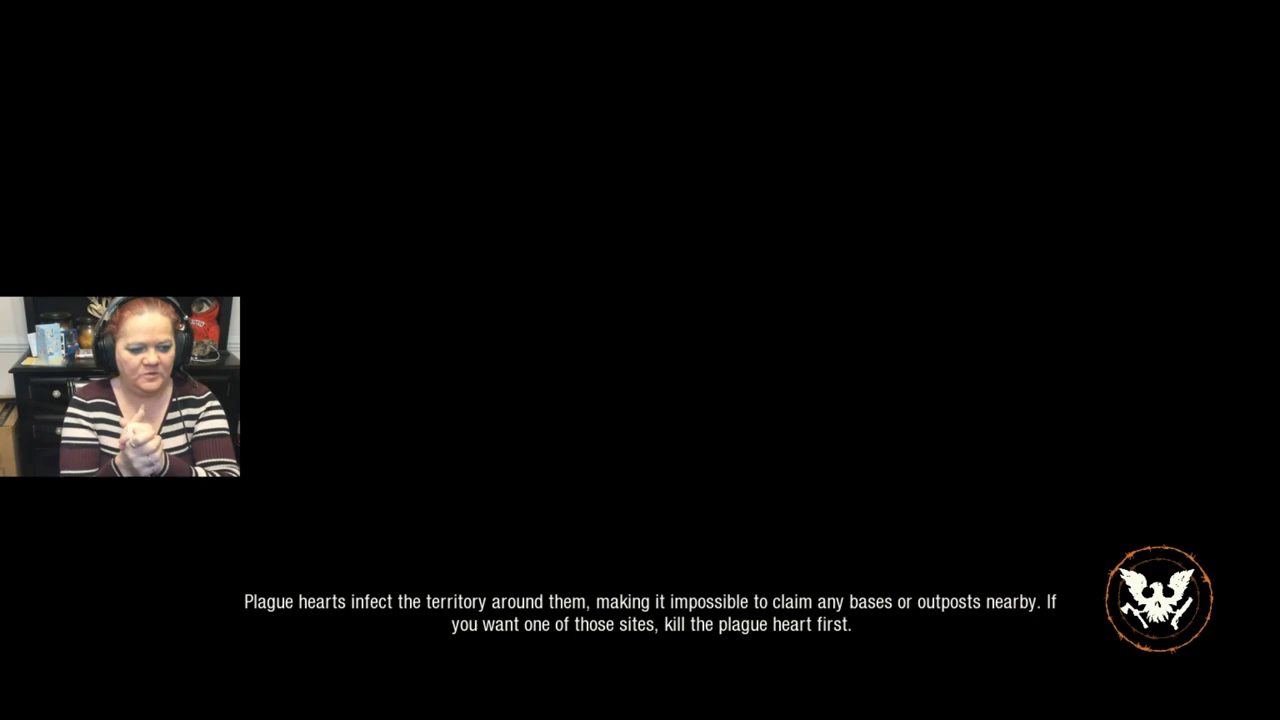 Plague hearts infect the territory around them, making it impossible to claim any bases or outposts nearby. If
you want one of those sites, kill the plague heart first.